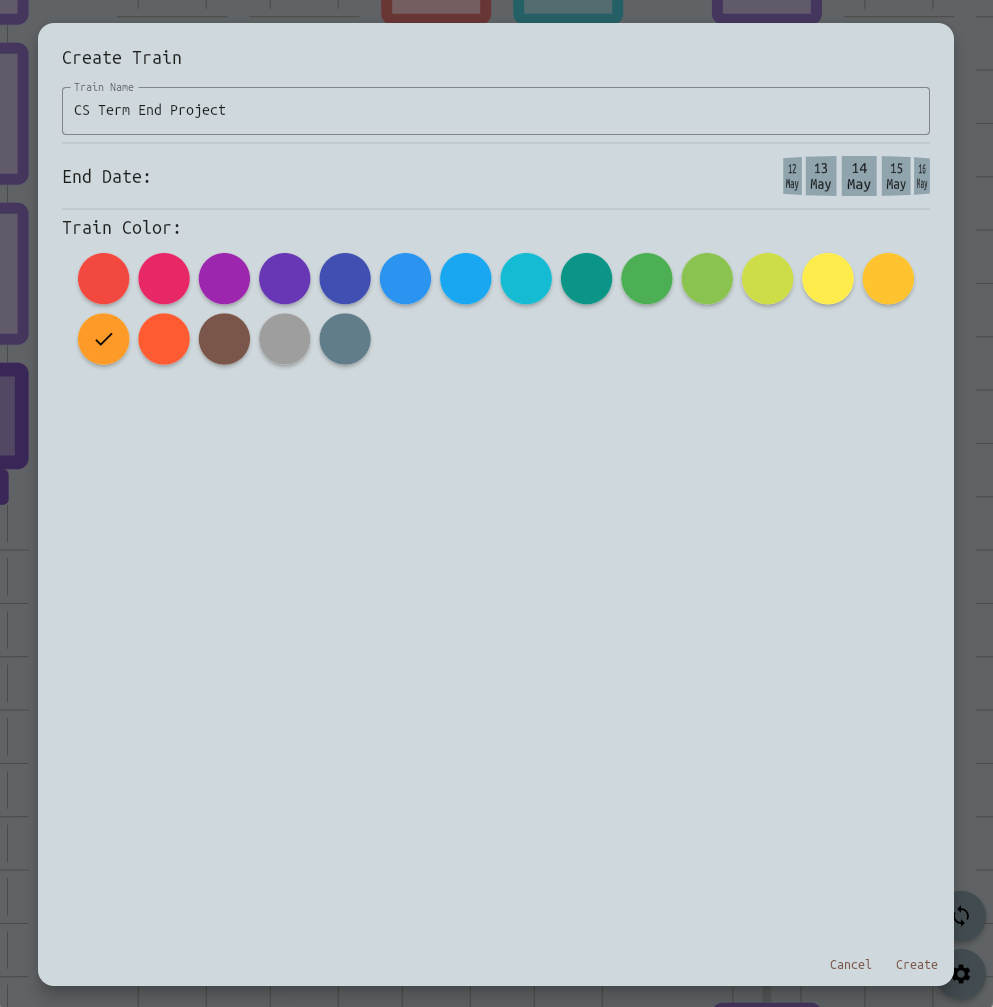 Create Train
Train Name
CS Term End Project
End Date:
12 13 14 15 16
May May May May May
Train Color:
Cancel Create